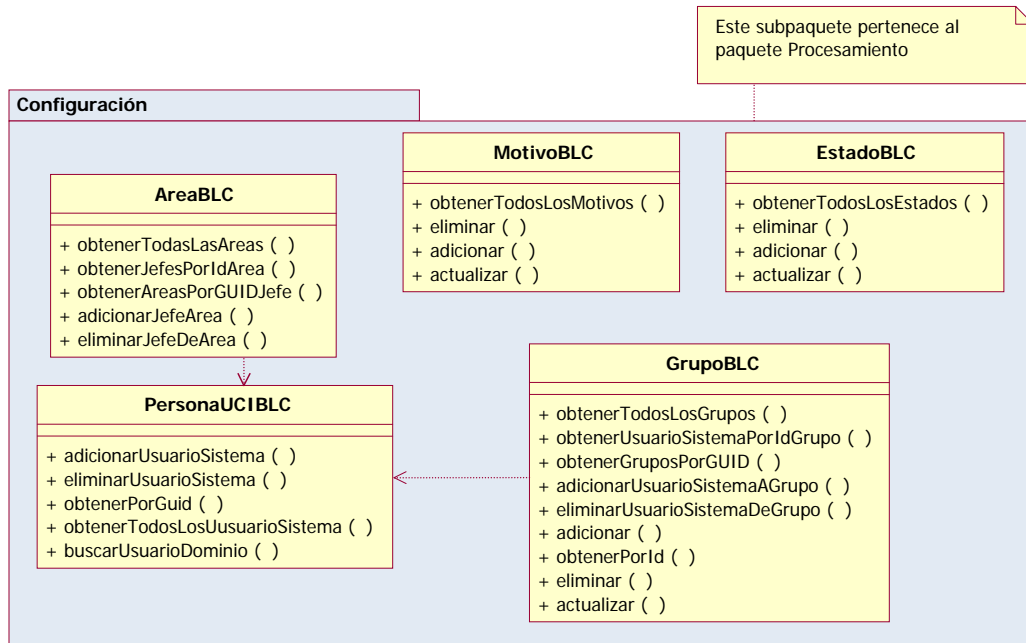 Este subpaquete pertenece al
paquete Procesamiento
Configuración
MotivoBLC
+ obtenerTodosLosMotivos ( )
+ eliminar ( )
+ adicionar ( )
+ actualizar ( )
EstadoBLC
+ obtenerTodosLosEstados ( )
+ eliminar ( )
+ adicionar ( )
+ actualizar ( )
AreaBLC
+ obtenerTodasLasAreas ( )
+ obtenerJefesPorIdArea ( )
+ obtenerAreasPorGUIDJefe ( )
+ adicionarJefeArea ( )
+ eliminarJefeDeArea ( )
GrupoBLC
+ obtenerTodosLosGrupos ( )
+ obtenerUsuarioSistemaPorIdGrupo ( )
+ obtenerGruposPorGUID ( )
+ adicionarUsuarioSistemaAGrupo ( )
+ eliminarUsuarioSistemaDeGrupo ( )
+ adicionar ( )
+ obtenerPorId ( )
+ eliminar ( )
+ actualizar ( )
PersonaUCIBLC
+ adicionarUsuarioSistema ( )
+ eliminarUsuarioSistema ( )
+ obtenerPorGuid ( )
+ obtenerTodosLosUusuarioSistema ( )
+ buscarUsuarioDominio ( )